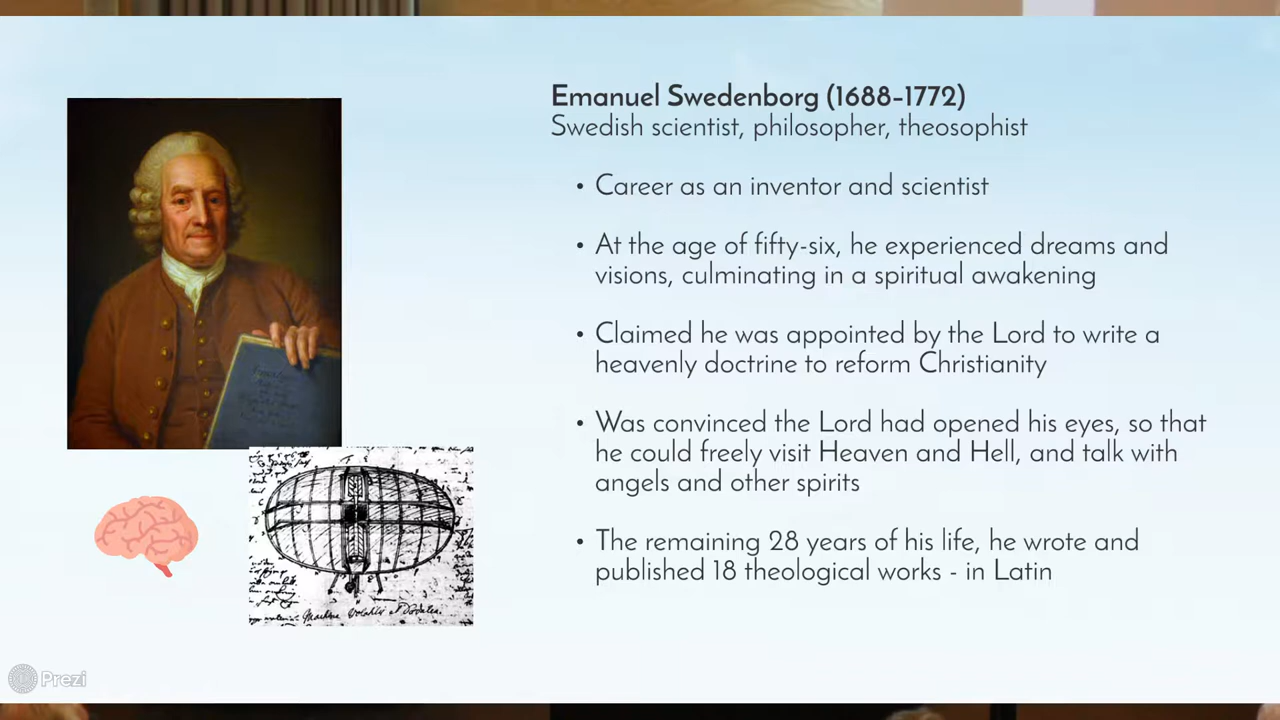 Emanuel Swedenborg (1688–1772)
Swedish scientist, philosopher, theosophist
• Career as an inventor and scientist
• At the age of fifty-six, he experienced dreams and
visions, culminating in a spiritual awakening
• Claimed he was appointed by the Lord to write a
heavenly doctrine to reform Christianity
• Was convinced the Lord had opened his eyes, so that
he could freely visit Heaven and Hell, and talk with
angels and other spirits
• The remaining 28 years of his life, he wrote and
published 18 theological works - in Latin
Prezi